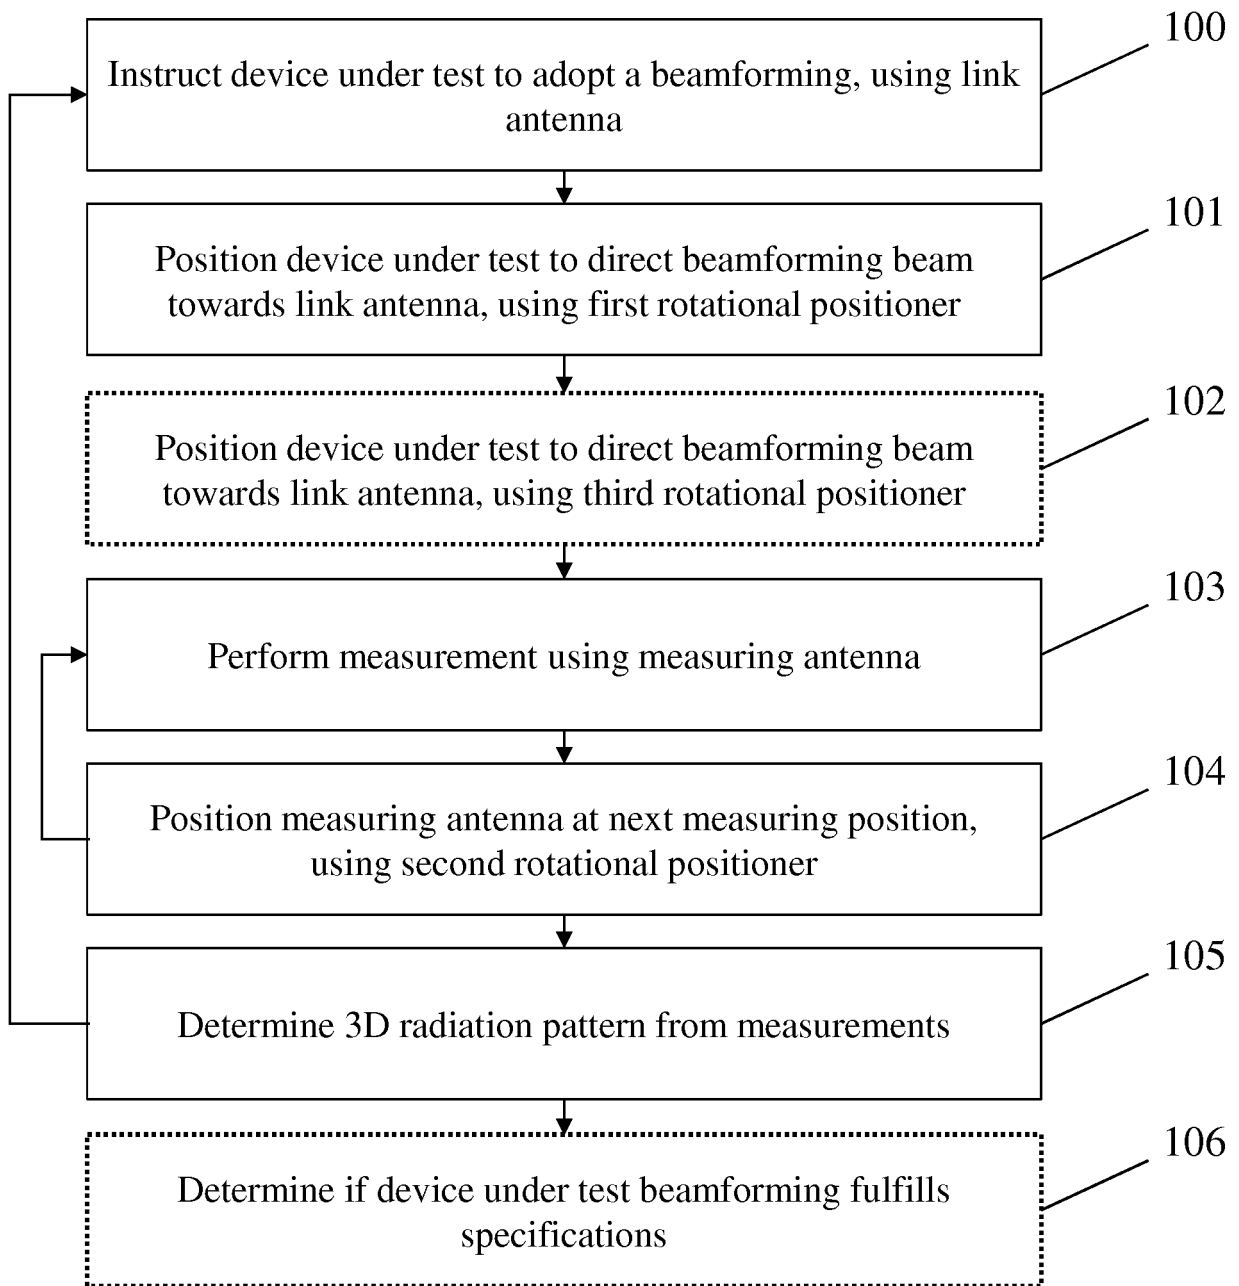 100
Instruct device under test to adopt a beamforming, using link
antenna
101
Position device under test to direct beamforming beam
towards link antenna, using first rotational positioner
102
Position device under test to direct beamforming beam
towards link antenna, using third rotational positioner
103
Perform measurement using measuring antenna
104
Position measuring antenna at next measuring position,
using second rotational positioner
105
Determine 3D radiation pattern from measurements
106
Determine if device under test beamforming fulfills
specifications